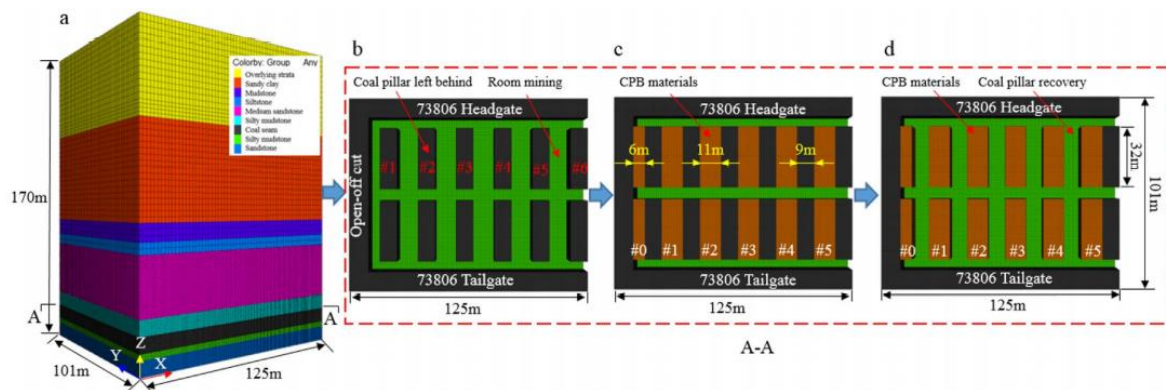 a
Colorby: Group Any
Overlying strata
Sandy clay
Mudstone
Siltstone
Medium sandstone
Silty mudstone
Coal seam
Silty mudstone
Sandstone
170m
A
A
Z
Y
X
101m
125m
b
Coal pillar left behind
Room mining
73806 Headgate
Open-off cut
#1
#2
#3
#4
#5
#6
73806 Tailgate
125m
c
CPB materials
73806 Headgate
6m
11m
9m
#0
#1
#2
#3
#4
#5
73806 Tailgate
125m
d
CPB materials
Coal pillar recovery
73806 Headgate
32m
101m
#0
#1
#2
#3
#4
#5
73806 Tailgate
125m
A-A